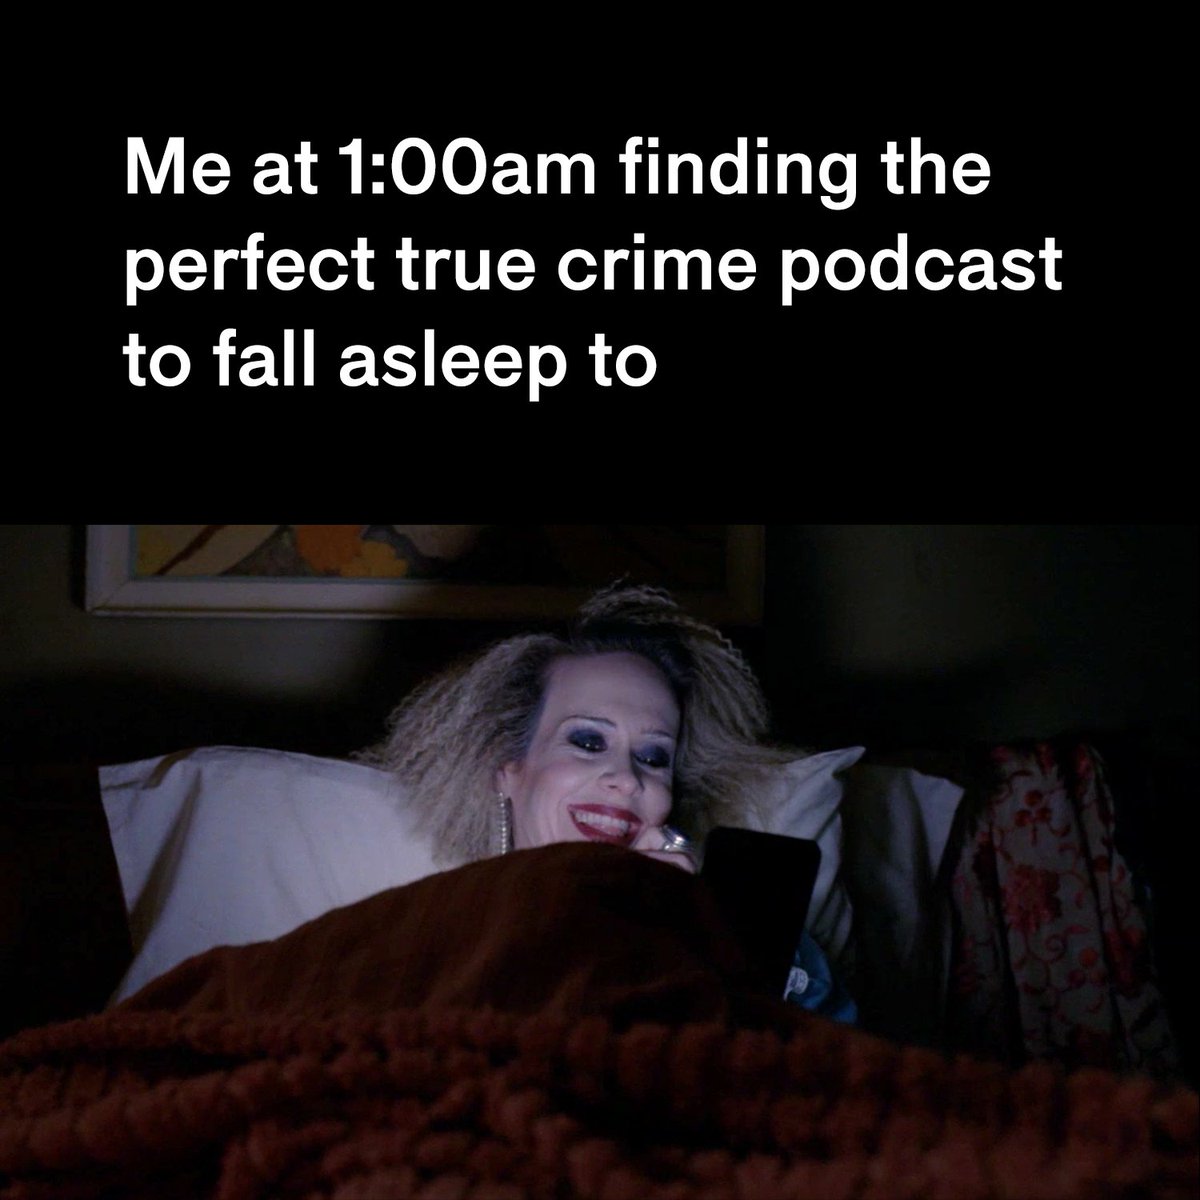 Me at 1:00am finding the
perfect true crime podcast
to fall asleep to